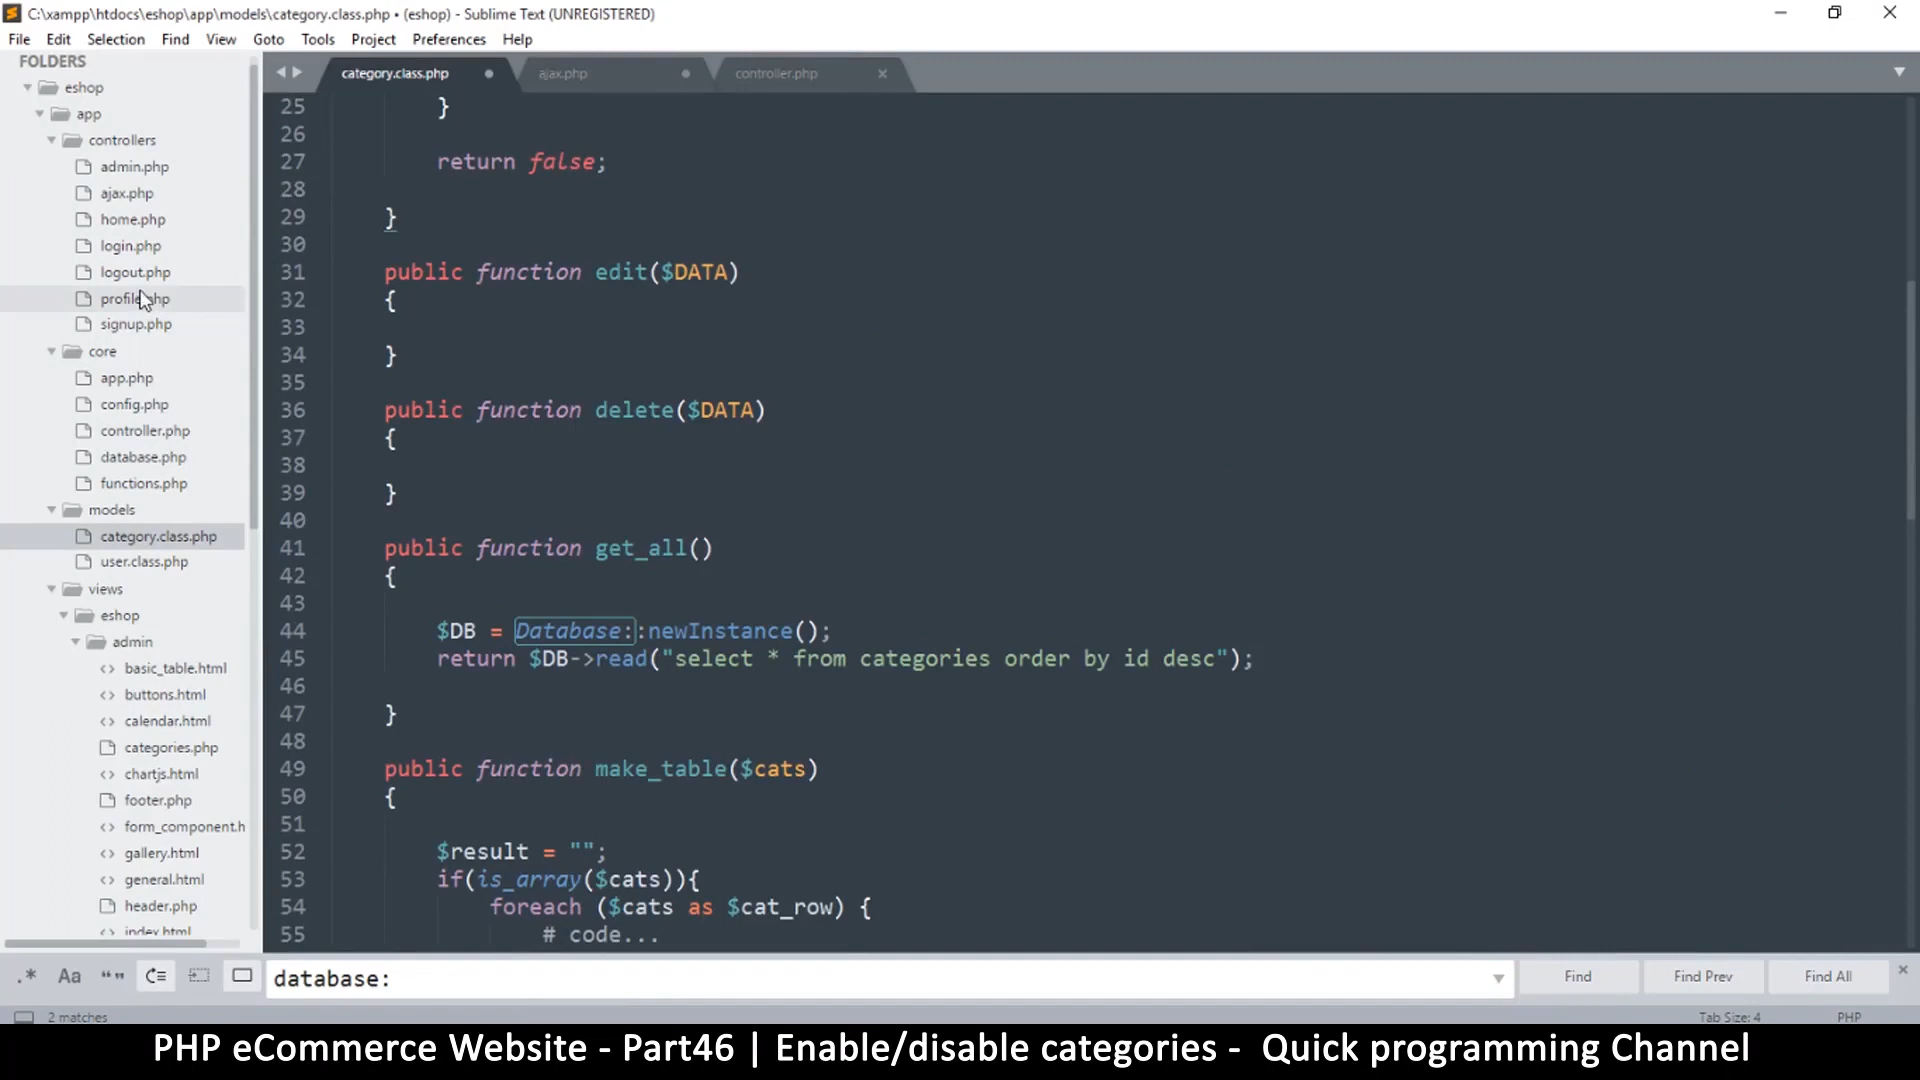 C:\xampp\htdocs\eshop\app\models\category.class.php • (eshop) - Sublime Text (UNREGISTERED)
File Edit Selection Find View Goto Tools Project Preferences Help
FOLDERS
eshop
app
controllers
admin.php
ajax.php
home.php
login.php
logout.php
signup.php
core
app.php
config.php
controller.php
database.php
functions.php
models
category.class.php
user.class.php
views
eshop
admin
basic_table.html
buttons.html
calendar.html
categories.php
chartjs.html
footer.php
form_component.h
gallery.html
general.html
header.php
index.html
category.class.php ajax.php controller.php
25 }
26
27 return false;
28
29 }
30
31 public function edit($DATA)
32 {
33
34 }
35
36 public function delete($DATA)
37 {
38
39 }
40
41 public function get_all()
42 {
43
44 $DB = Database::newInstance();
45 return $DB->read("select * from categories order by id desc");
46
47 }
48
49 public function make_table($cats)
50 {
51
52 $result = "";
53 if(is_array($cats)){
54 foreach ($cats as $cat_row) {
55 # code...
.* Aa “ ” database: Find Find Prev Find All
2 matches Tab Size: 4 PHP
PHP eCommerce Website - Part46 | Enable/disable categories - Quick programming Channel